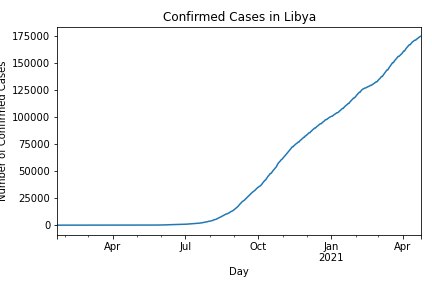 Confirmed Cases in Libya
175000
150000
125000
100000
75000
50000
25000
0
Number of Confirmed Cases
Apr
Jul
Oct
Jan
2021
Apr
Day